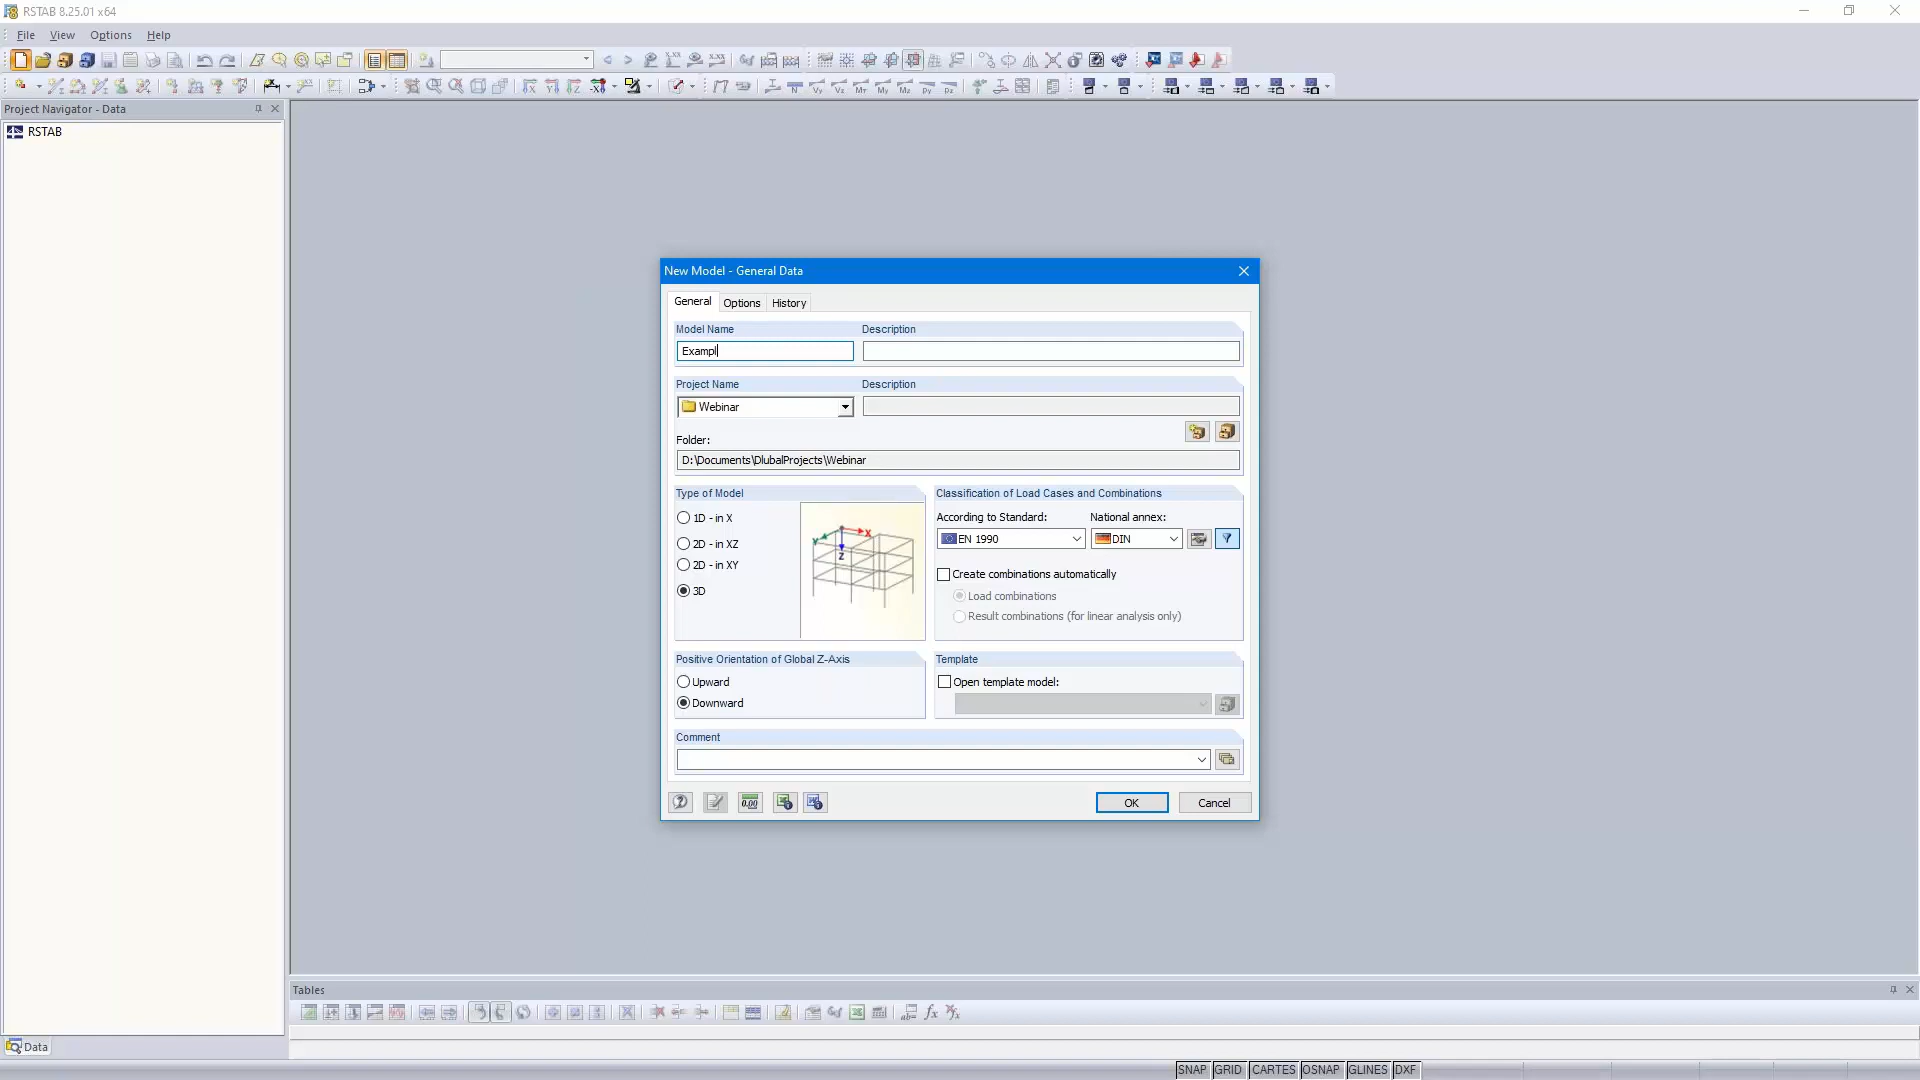 RSTAB 8.25.01 x64
File View Options Help
Project Navigator - Data
RSTAB
New Model - General Data
General Options History
Model Name Description
Exampl
Project Name Description
Webinar
Folder:
D:\Documents\DlubalProjects\Webinar
Type of Model
1D - in X
2D - in XZ
2D - in XY
3D
X
Y
Z
Classification of Load Cases and Combinations
According to Standard: National annex:
EN 1990 DIN
Create combinations automatically
Load combinations
Result combinations (for linear analysis only)
Positive Orientation of Global Z-Axis
Upward
Downward
Template
Open template model:
Comment
0.00
OK Cancel
Tables
Data
SNAP GRID CARTES OSNAP GLINES DXF